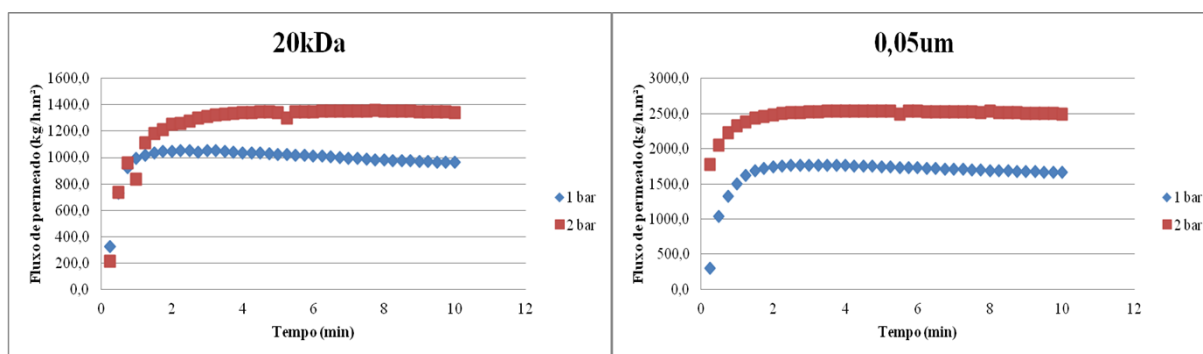 20kDa
Fluxo de permeado (kg/h.m²)
1600,0
1400,0
1200,0
1000,0
800,0
600,0
400,0
200,0
0,0
0 2 4 6 8 10 12
Tempo (min)
1 bar
2 bar
0,05um
Fluxo de permeado (kg/h.m²)
3000,0
2500,0
2000,0
1500,0
1000,0
500,0
0,0
0 2 4 6 8 10 12
Tempo (min)
1 bar
2 bar